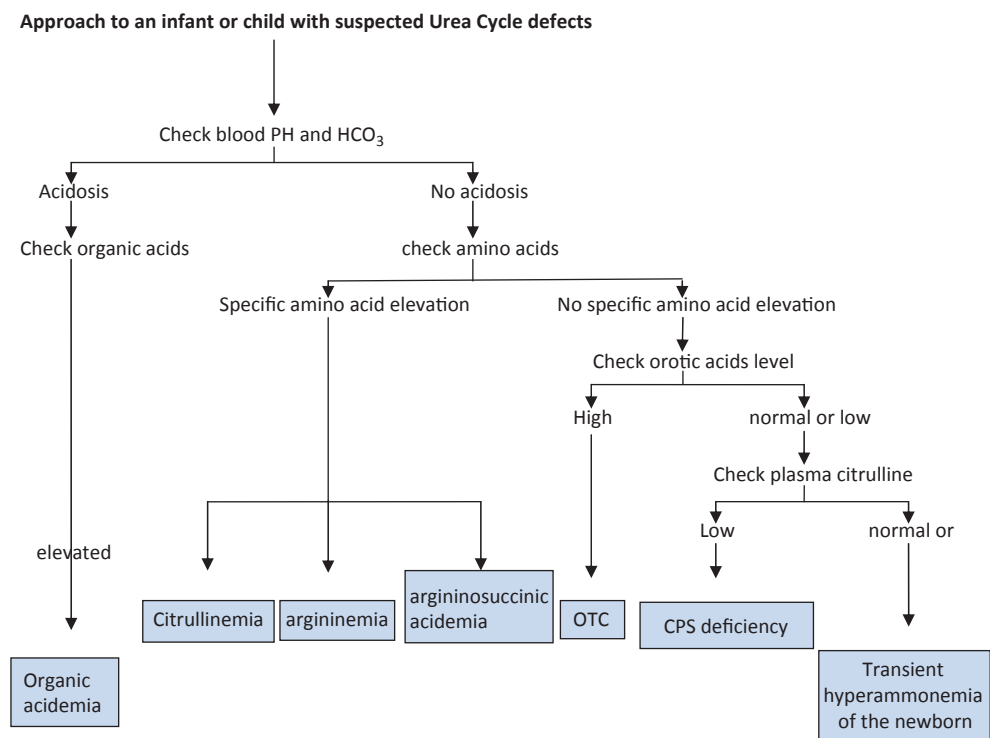 Approach to an infant or child with suspected Urea Cycle defects
Check blood PH and HCO₃
Acidosis
No acidosis
Check organic acids
check amino acids
Specific amino acid elevation
No specific amino acid elevation
Check orotic acids level
High
normal or low
Check plasma citrulline
Low
normal or
elevated
Citrullinemia
argininemia
argininosuccinic
acidemia
OTC
CPS deficiency
Organic
acidemia
Transient
hyperammonemia
of the newborn